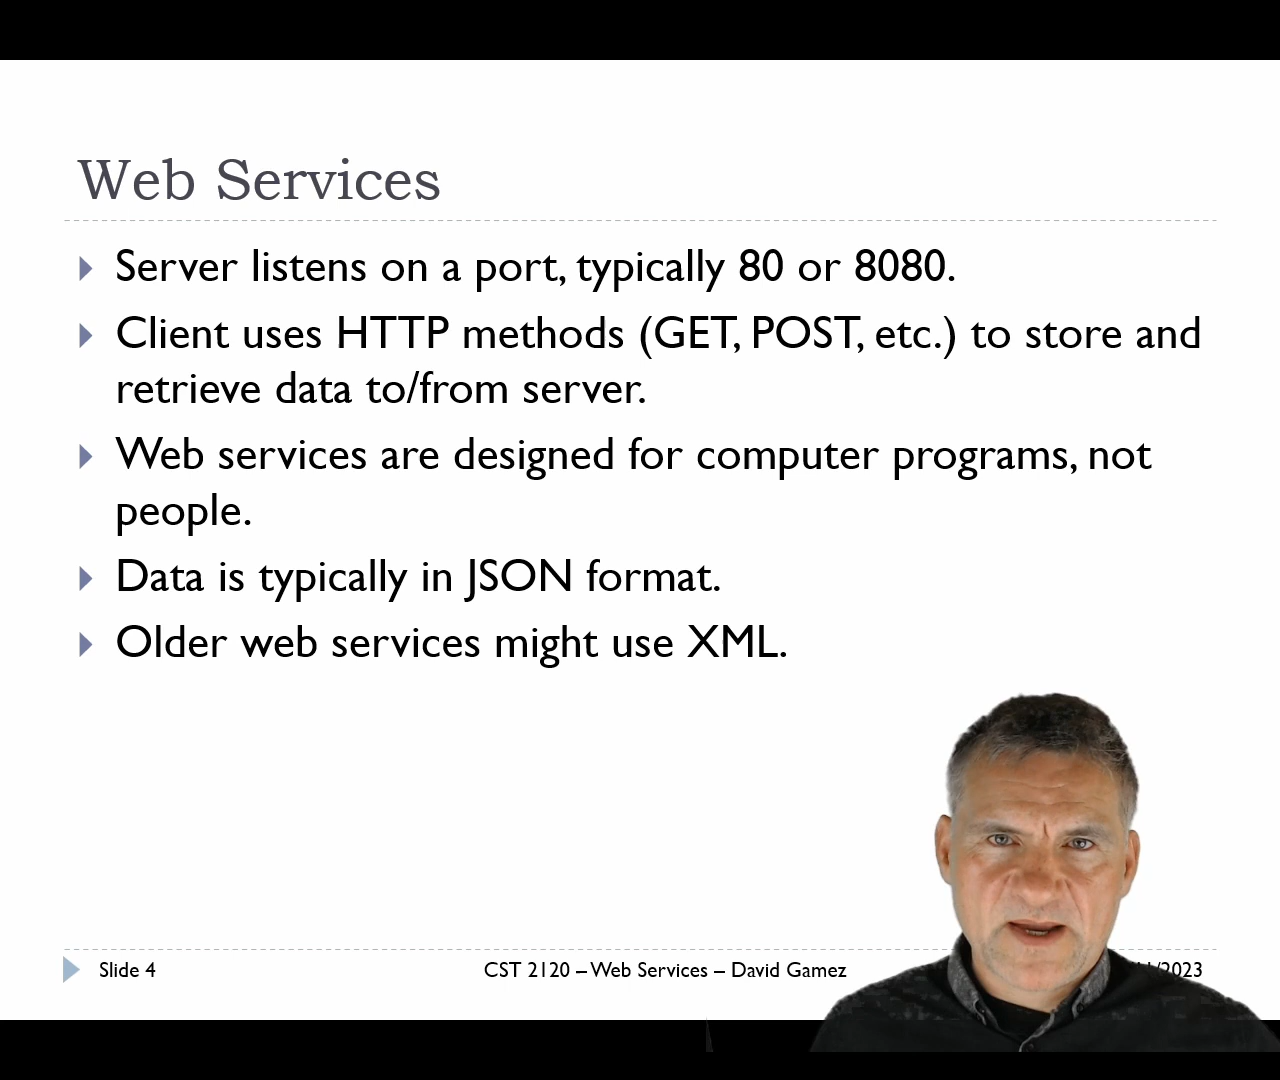 Web Services
Server listens on a port, typically 80 or 8080.
Client uses HTTP methods (GET, POST, etc.) to store and
retrieve data to/from server.
Web services are designed for computer programs, not
people.
Data is typically in JSON format.
Older web services might use XML.
Slide 4
CST 2120 – Web Services – David Gamez
/2023